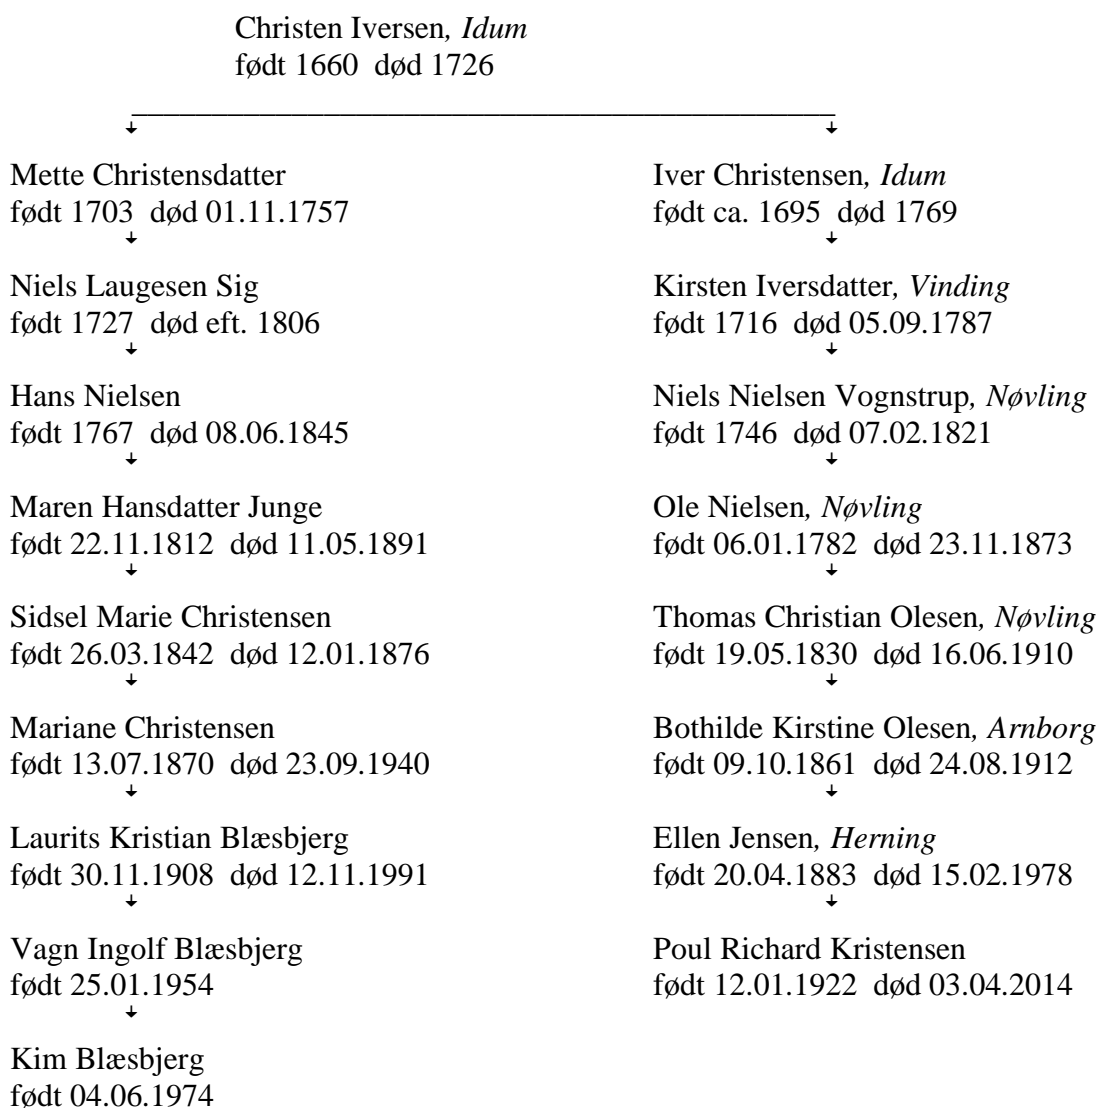 Christen Iversen, Idum
født 1660 død 1726
Mette Christensdatter
født 1703 død 01.11.1757
Niels Laugesen Sig
født 1727 død eft. 1806
Hans Nielsen
født 1767 død 08.06.1845
Maren Hansdatter Junge
født 22.11.1812 død 11.05.1891
Sidsel Marie Christensen
født 26.03.1842 død 12.01.1876
Mariane Christensen
født 13.07.1870 død 23.09.1940
Laurits Kristian Blæsbjerg
født 30.11.1908 død 12.11.1991
Vagn Ingolf Blæsbjerg
født 25.01.1954
Kim Blæsbjerg
født 04.06.1974
Iver Christensen, Idum
født ca. 1695 død 1769
Kirsten Iversdatter, Vinding
født 1716 død 05.09.1787
Niels Nielsen Vognstrup, Nøvling
født 1746 død 07.02.1821
Ole Nielsen, Nøvling
født 06.01.1782 død 23.11.1873
Thomas Christian Olesen, Nøvling
født 19.05.1830 død 16.06.1910
Bothilde Kirstine Olesen, Arnborg
født 09.10.1861 død 24.08.1912
Ellen Jensen, Herning
født 20.04.1883 død 15.02.1978
Poul Richard Kristensen
født 12.01.1922 død 03.04.2014